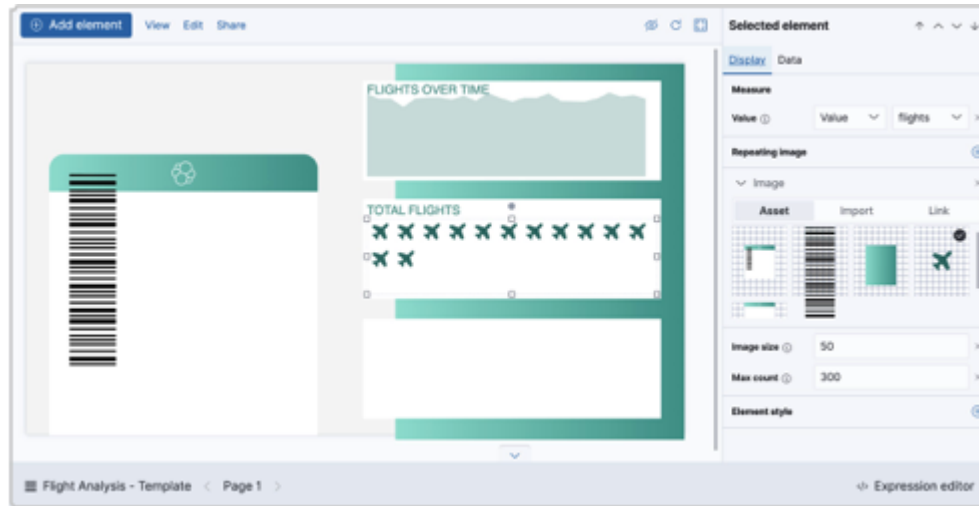 Add element View Edit Share
FLIGHTS OVER TIME
TOTAL FLIGHTS
Selected element
Display Data
Measure
Value Value flights
Repeating image
Image
Asset Import Link
Image size 50
Max count 300
Element style
Flight Analysis - Template < Page 1 >
</> Expression editor